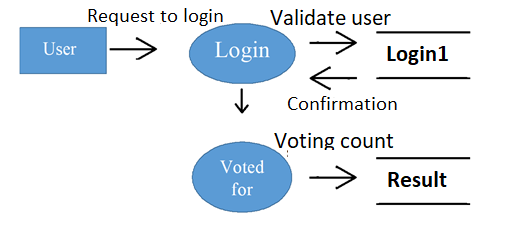 Request to login
Validate user
User
Login
Login1
Confirmation
Voting count
Voted
for
Result